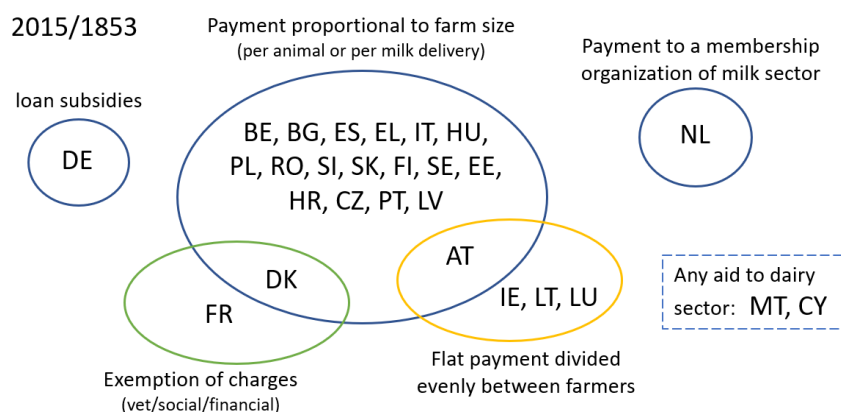 2015/1853
Payment proportional to farm size
(per animal or per milk delivery)
Payment to a membership
organization of milk sector
loan subsidies
DE
BE, BG, ES, EL, IT, HU,
PL, RO, SI, SK, FI, SE, EE,
HR, CZ, PT, LV
NL
AT
DK
IE, LT, LU
FR
Any aid to dairy
sector: MT, CY
Flat payment divided
evenly between farmers
Exemption of charges
(vet/social/financial)